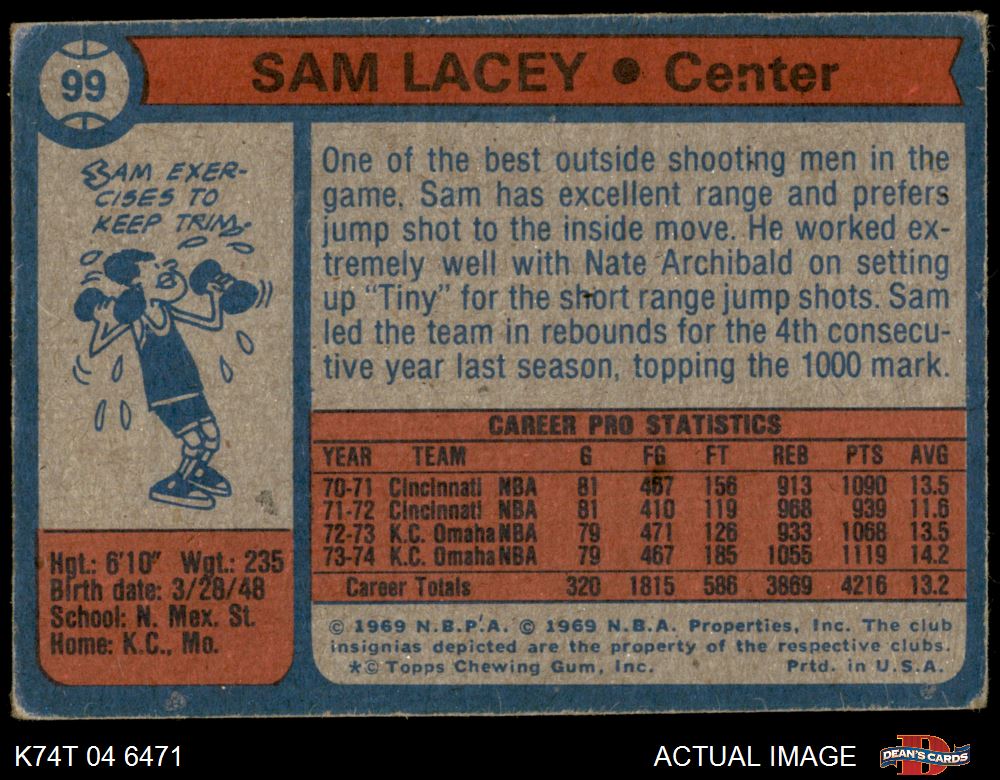 99
SAM LACEY • Center
SAM EXER-
CISES TO
KEEP TRIM.
One of the best outside shooting men in the
game, Sam has excellent range and prefers
jump shot to the inside move. He worked ex-
tremely well with Nate Archibald on setting
up "Tiny" for the short range jump shots. Sam
led the team in rebounds for the 4th consecu-
tive year last season, topping the 1000 mark.
CAREER PRO STATISTICS
YEAR TEAM G FG FT REB PTS AVG
70-71 Cincinnati NBA 81 467 156 913 1090 13.5
71-72 Cincinnati NBA 81 410 119 968 939 11.6
72-73 K.C. Omaha NBA 79 471 126 933 1068 13.5
73-74 K.C. Omaha NBA 79 467 185 1055 1119 14.2
Career Totals 320 1815 586 3869 4216 13.2
Hgt.: 6'10" Wgt.: 235
Birth date: 3/28/48
School: N. Mex. St.
Home: K.C., Mo.
© 1969 N.B.P.A. © 1969 N.B.A. Properties, Inc. The club
insignias depicted are the property of the respective clubs.
*© Topps Chewing Gum, Inc. Prtd. in U.S.A.
K74T 04 6471
ACTUAL IMAGE
D
DEAN'S CARDS